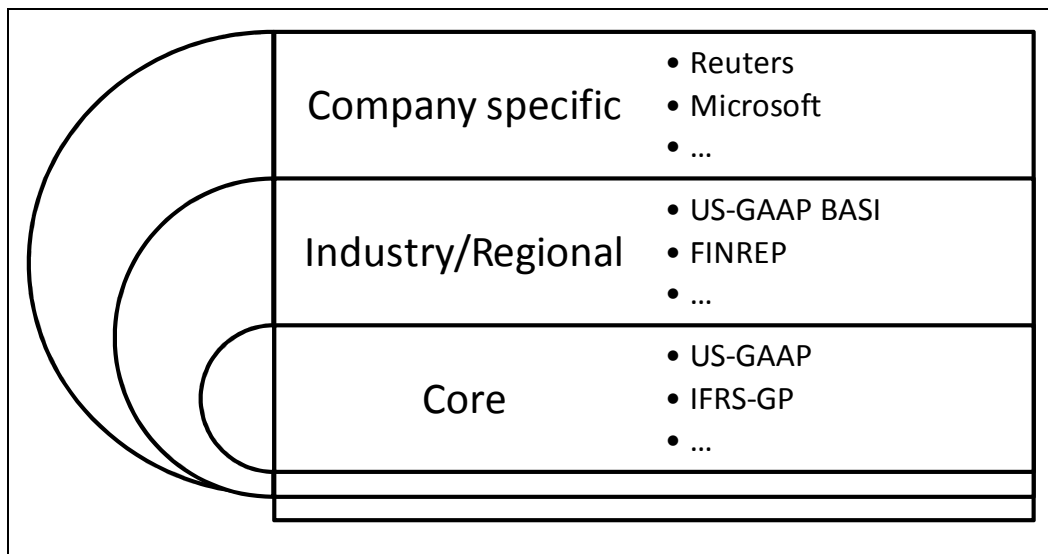 Company specific
• Reuters
• Microsoft
• ...
Industry/Regional
• US-GAAP BASI
• FINREP
• ...
Core
• US-GAAP
• IFRS-GP
• ...